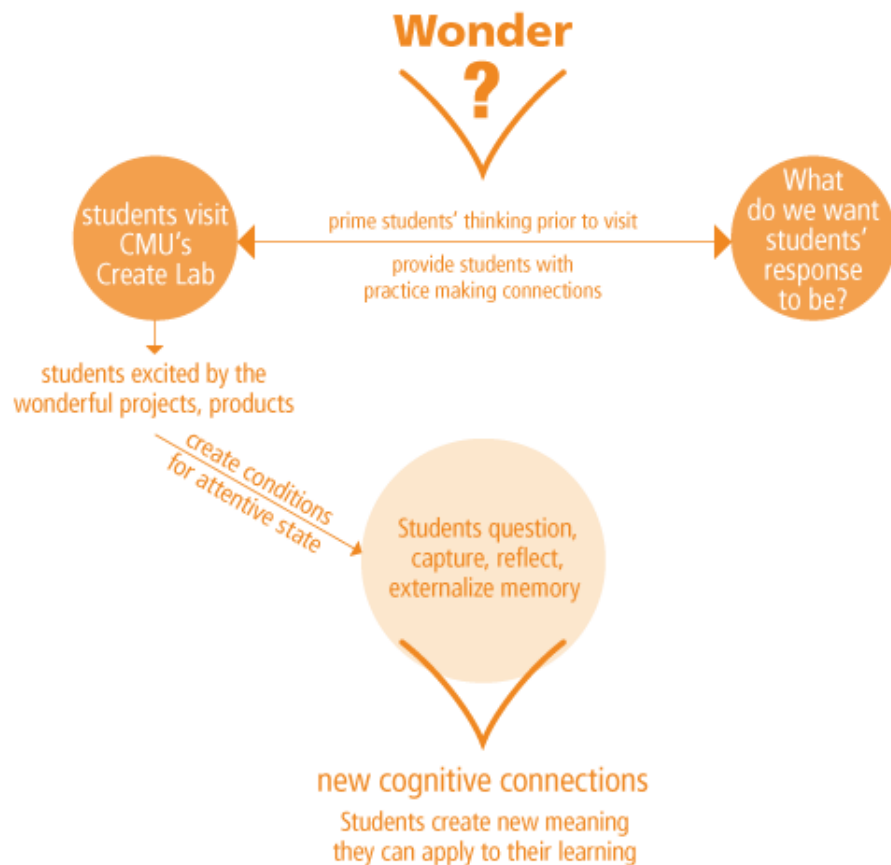 Wonder
?
students visit
CMU's
Create Lab
prime students' thinking prior to visit
provide students with
practice making connections
What
do we want
students'
response
to be?
students excited by the
wonderful projects, products
create conditions
for attentive state
Students question,
capture, reflect,
externalize memory
new cognitive connections
Students create new meaning
they can apply to their learning